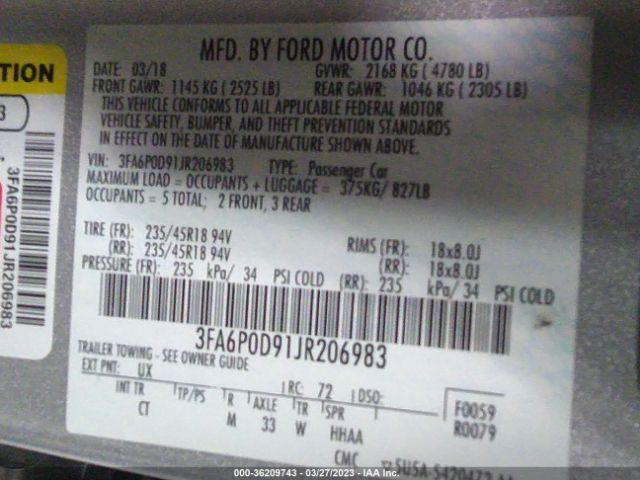 TION
3
3FA6P0D91JR206983
MFD. BY FORD MOTOR CO.
DATE: 03/18 GVWR: 2168 KG ( 4780 LB)
FRONT GAWR: 1145 KG ( 2525 LB) REAR GAWR: 1046 KG ( 2305 LB)
THIS VEHICLE CONFORMS TO ALL APPLICABLE FEDERAL MOTOR
VEHICLE SAFETY, BUMPER, AND THEFT PREVENTION STANDARDS
IN EFFECT ON THE DATE OF MANUFACTURE SHOWN ABOVE.
VIN: 3FA6P0D91JR206983 TYPE: Passenger Car
MAXIMUM LOAD = OCCUPANTS + LUGGAGE = 375KG/ 827LB
OCCUPANTS = 5 TOTAL; 2 FRONT, 3 REAR
TIRE (FR): 235/45R18 94V RIMS (FR): 18x8.0J
(RR): 235/45R18 94V (RR): 18x8.0J
PRESSURE (FR): 235 kPa/ 34 PSI COLD (RR): 235 kPa/ 34 PSI COLD
3FA6P0D91JR206983
TRAILER TOWING - SEE OWNER GUIDE
EXT PNT: UX RC: 72 DSO: F0059
INT TR TP/PS R AXLE TR SPR R0079
CT M 33 W HHAA
CMC
000-36209743 / 03/27/2023 / IAA Inc.